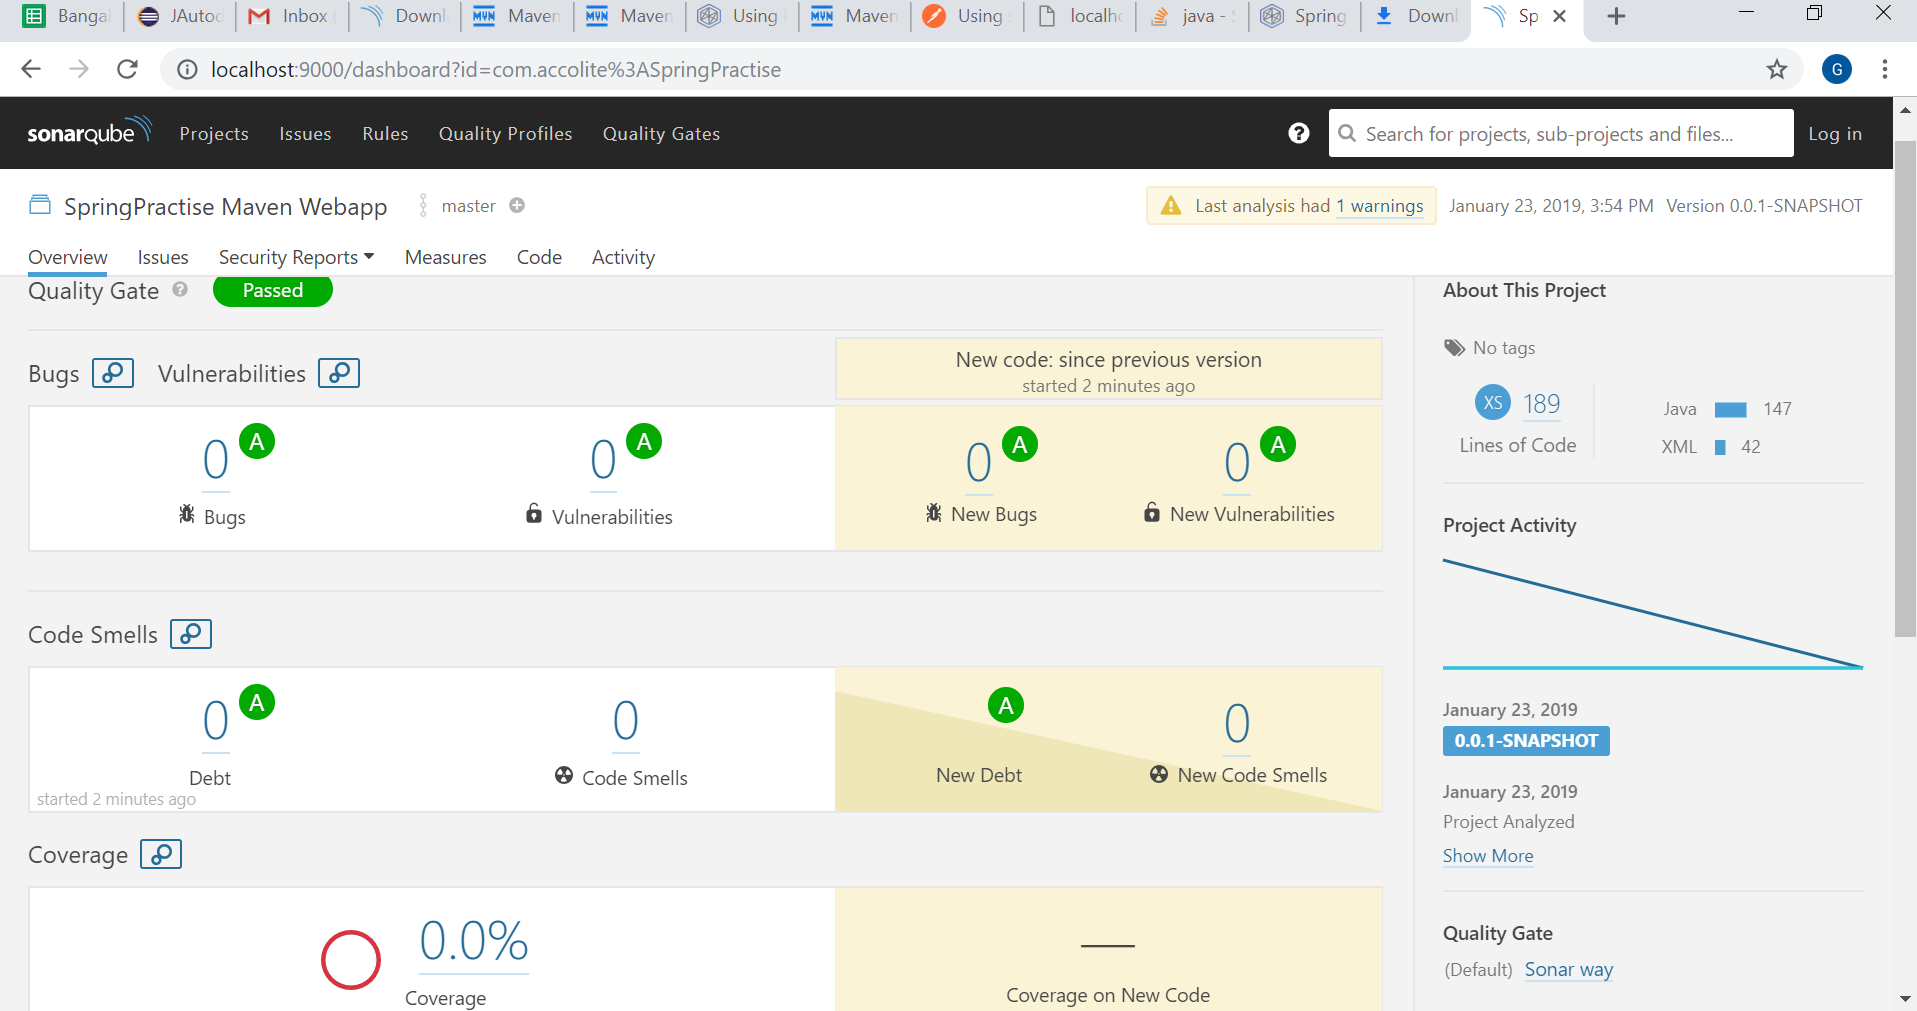 Banga JAutod Inbox Downl Maven Maven Using Maven Using localho java - S Spring Downl Sp
localhost:9000/dashboard?id=com.accolite%3ASpringPractise G
sonarqube Projects Issues Rules Quality Profiles Quality Gates ? Search for projects, sub-projects and files... Log in
SpringPractise Maven Webapp master Last analysis had 1 warnings January 23, 2019, 3:54 PM Version 0.0.1-SNAPSHOT
Overview Issues Security Reports Measures Code Activity
Quality Gate ? Passed
Bugs Vulnerabilities
New code: since previous version
started 2 minutes ago
0 A 0 A 0 A 0 A
Bugs Vulnerabilities New Bugs New Vulnerabilities
Code Smells
0 A 0 A 0
Debt Code Smells New Debt New Code Smells
started 2 minutes ago
Coverage
0.0%
Coverage
Coverage on New Code
About This Project
No tags
XS 189
Lines of Code
Java 147
XML 42
Project Activity
January 23, 2019
0.0.1-SNAPSHOT
January 23, 2019
Project Analyzed
Show More
Quality Gate
(Default) Sonar way